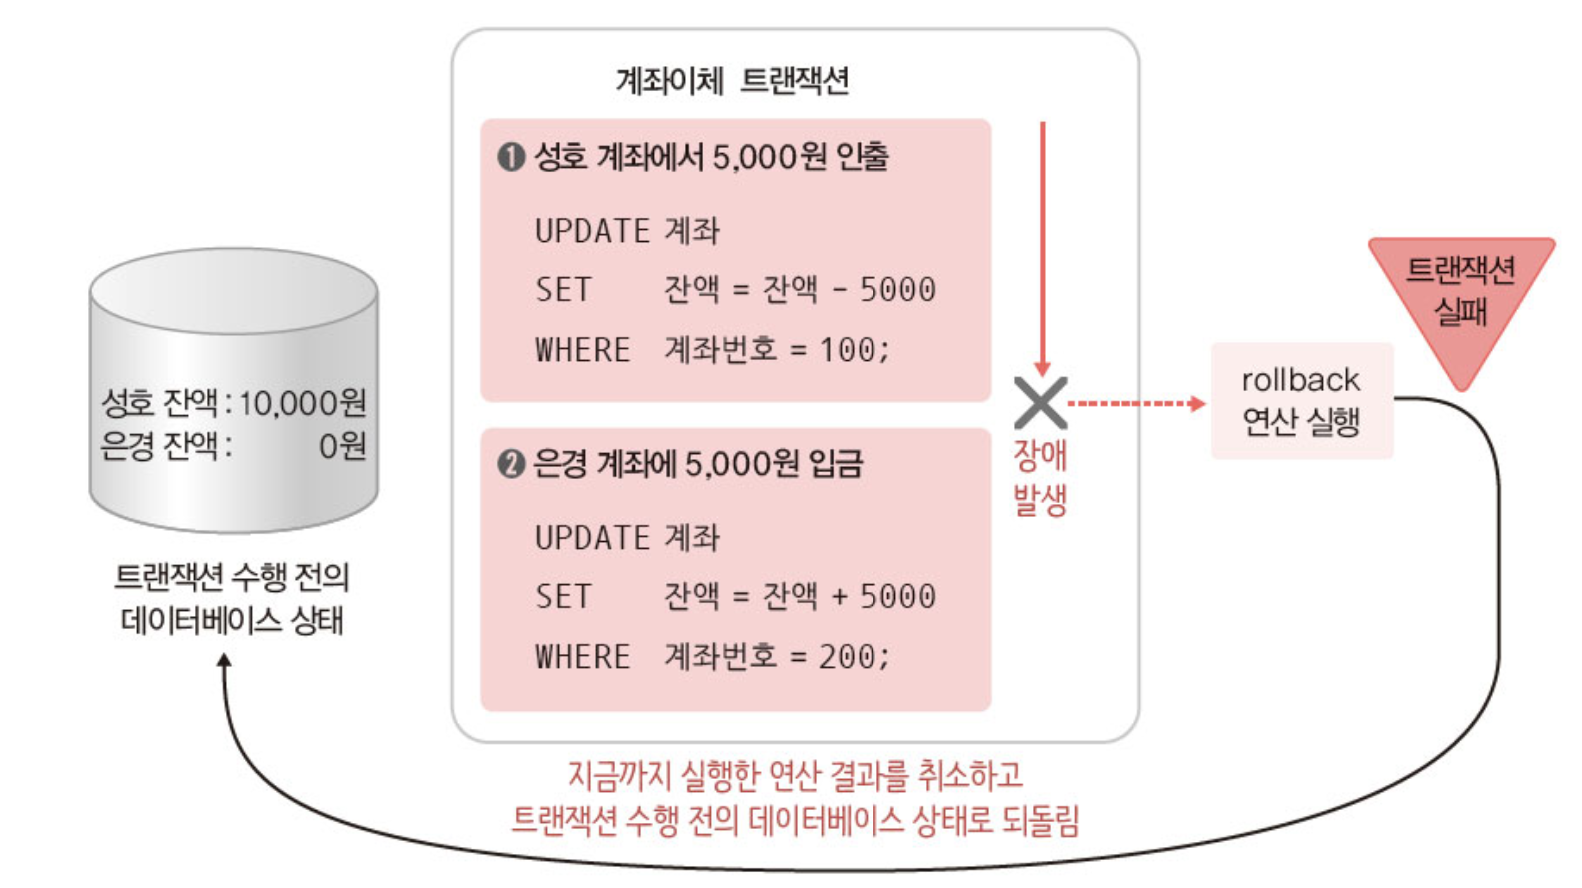 계좌이체 트랜잭션
❶ 성호 계좌에서 5,000원 인출
UPDATE 계좌
SET 잔액 = 잔액 - 5000
WHERE 계좌번호 = 100;
❷ 은경 계좌에 5,000원 입금
UPDATE 계좌
SET 잔액 = 잔액 + 5000
WHERE 계좌번호 = 200;
장애
발생
rollback
연산 실행
트랜잭션
실패
성호 잔액 : 10,000원
은경 잔액 : 0원
트랜잭션 수행 전의
데이터베이스 상태
지금까지 실행한 연산 결과를 취소하고
트랜잭션 수행 전의 데이터베이스 상태로 되돌림